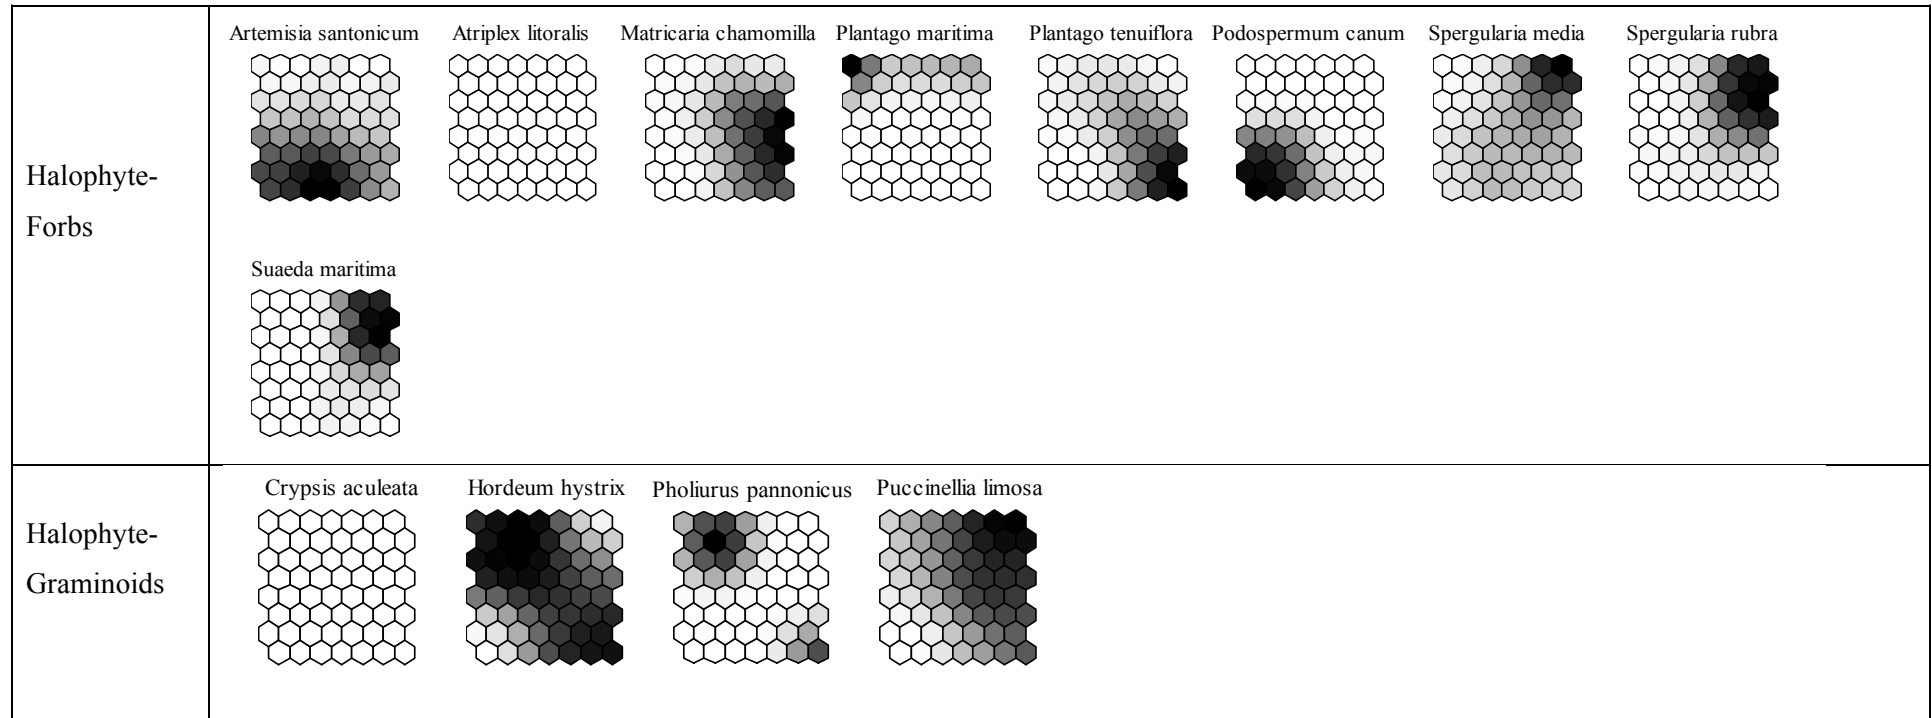 Halophyte-
Forbs
Artemisia santonicum Atriplex litoralis Matricaria chamomilla Plantago maritima Plantago tenuiflora Podospermum canum Spergularia media Spergularia rubra
Suaeda maritima
Halophyte-
Graminoids
Crypsis aculeata Hordeum hystrix Pholiurus pannonicus Puccinellia limosa